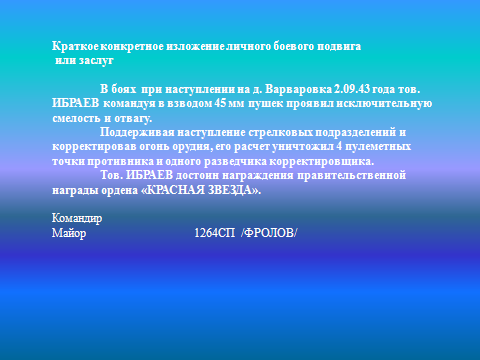 Краткое конкретное изложение личного боевого подвига
или заслуг
В боях при наступлении на д. Варваровка 2.09.43 года тов.
ИБРАЕВ командуя в взводом 45 мм пушек проявил исключительную
смелость и отвагу.
Поддерживая наступление стрелковых подразделений и
корректировав огонь орудия, его расчет уничтожил 4 пулеметных
точки противника и одного разведчика корректировщика.
Тов. ИБРАЕВ достоин награждения правительственной
награды ордена «КРАСНАЯ ЗВЕЗДА».
Командир
Майор 1264СП /ФРОЛОВ/